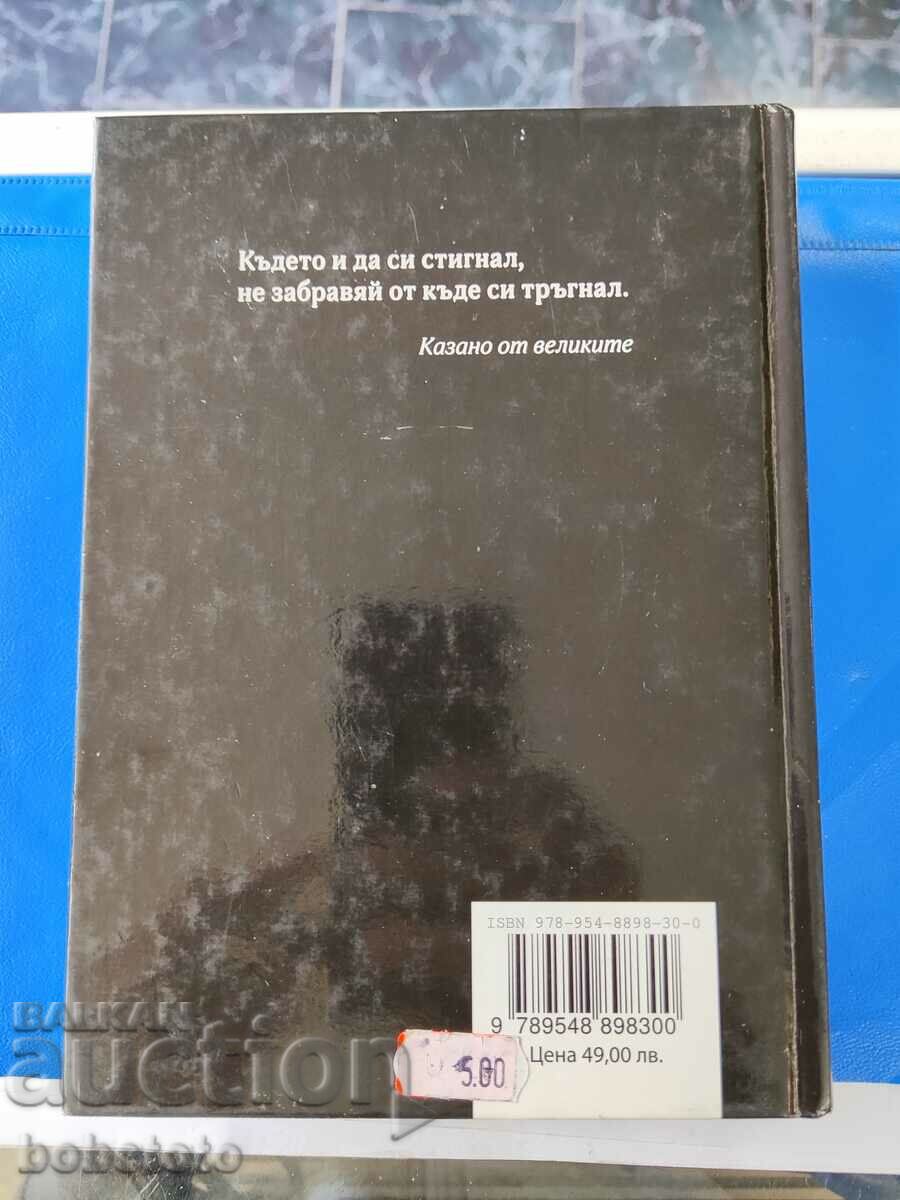 Където и да си стигнал,
не забравяй от къде си тръгнал.
Казано от великите
ISBN 978-954-8898-30-0
9 789548 898300
Цена 49,00 лв.
5.00
BALKAN
auction
bobetoto